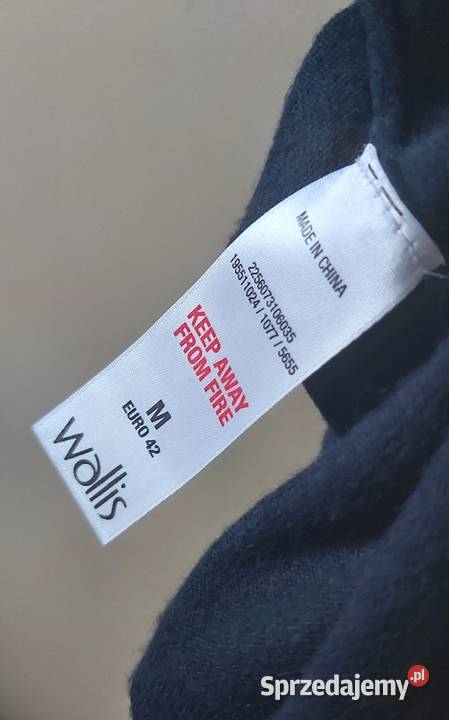 MADE IN CHINA
2256073106035
195511024 / 1077 / 5655
KEEP AWAY
FROM FIRE
M
EURO 42
wallis
Sprzedajemy.pl